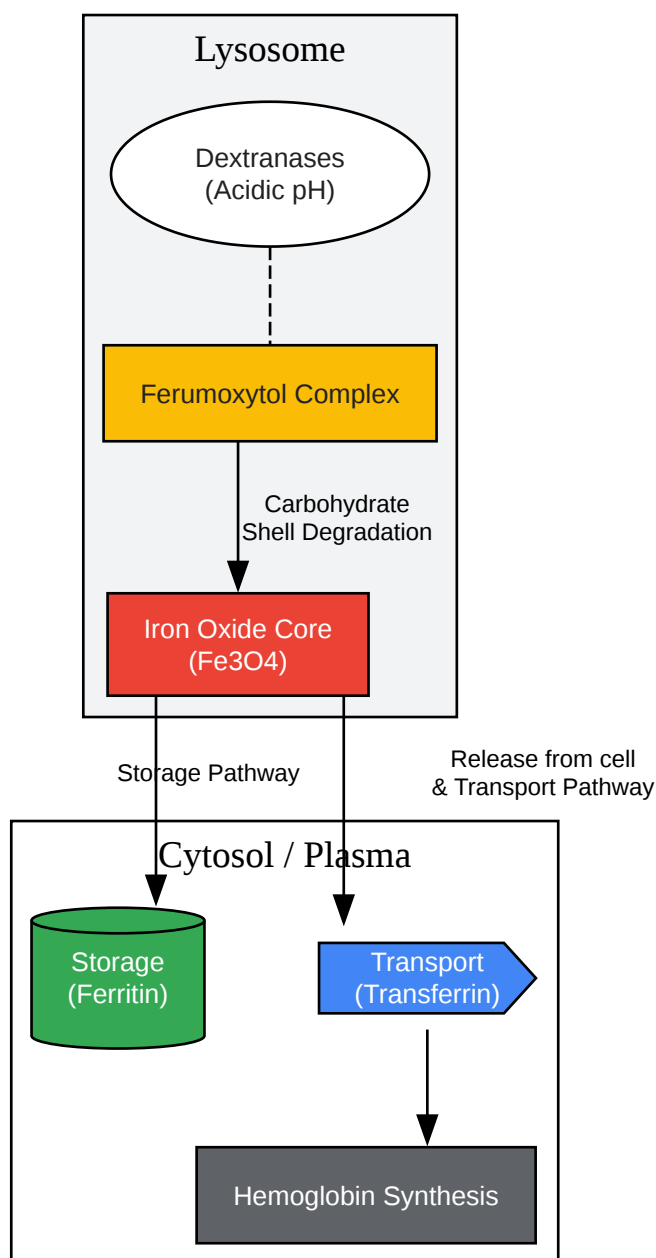 Lysosome
Dextranases
(Acidic pH)
Ferumoxytol Complex
Carbohydrate
Shell Degradation
Iron Oxide Core
(Fe3O4)
Storage Pathway
Release from cell
& Transport Pathway
Cytosol / Plasma
Storage
(Ferritin)
Transport
(Transferrin)
Hemoglobin Synthesis